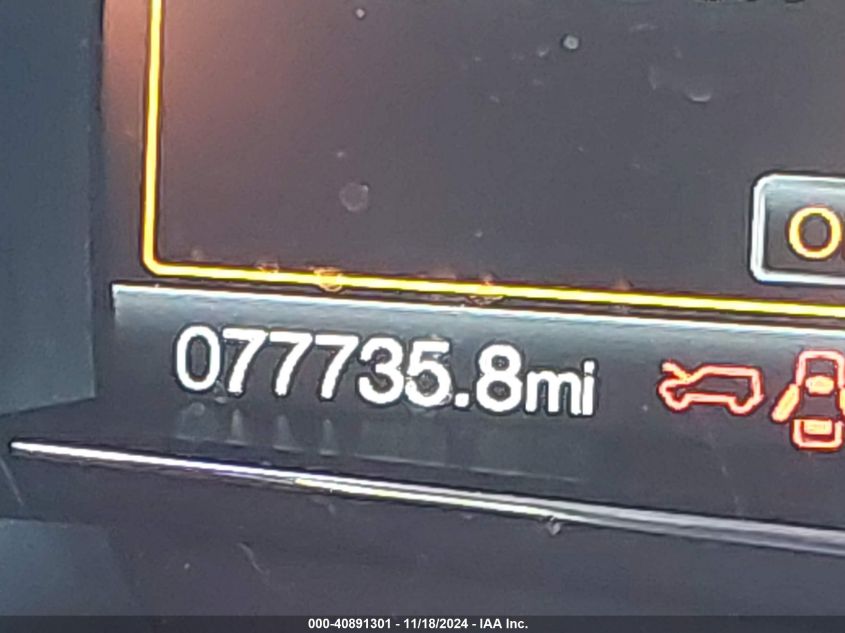 077735.8mi
000-40891301 - 11/18/2024 - IAA Inc.